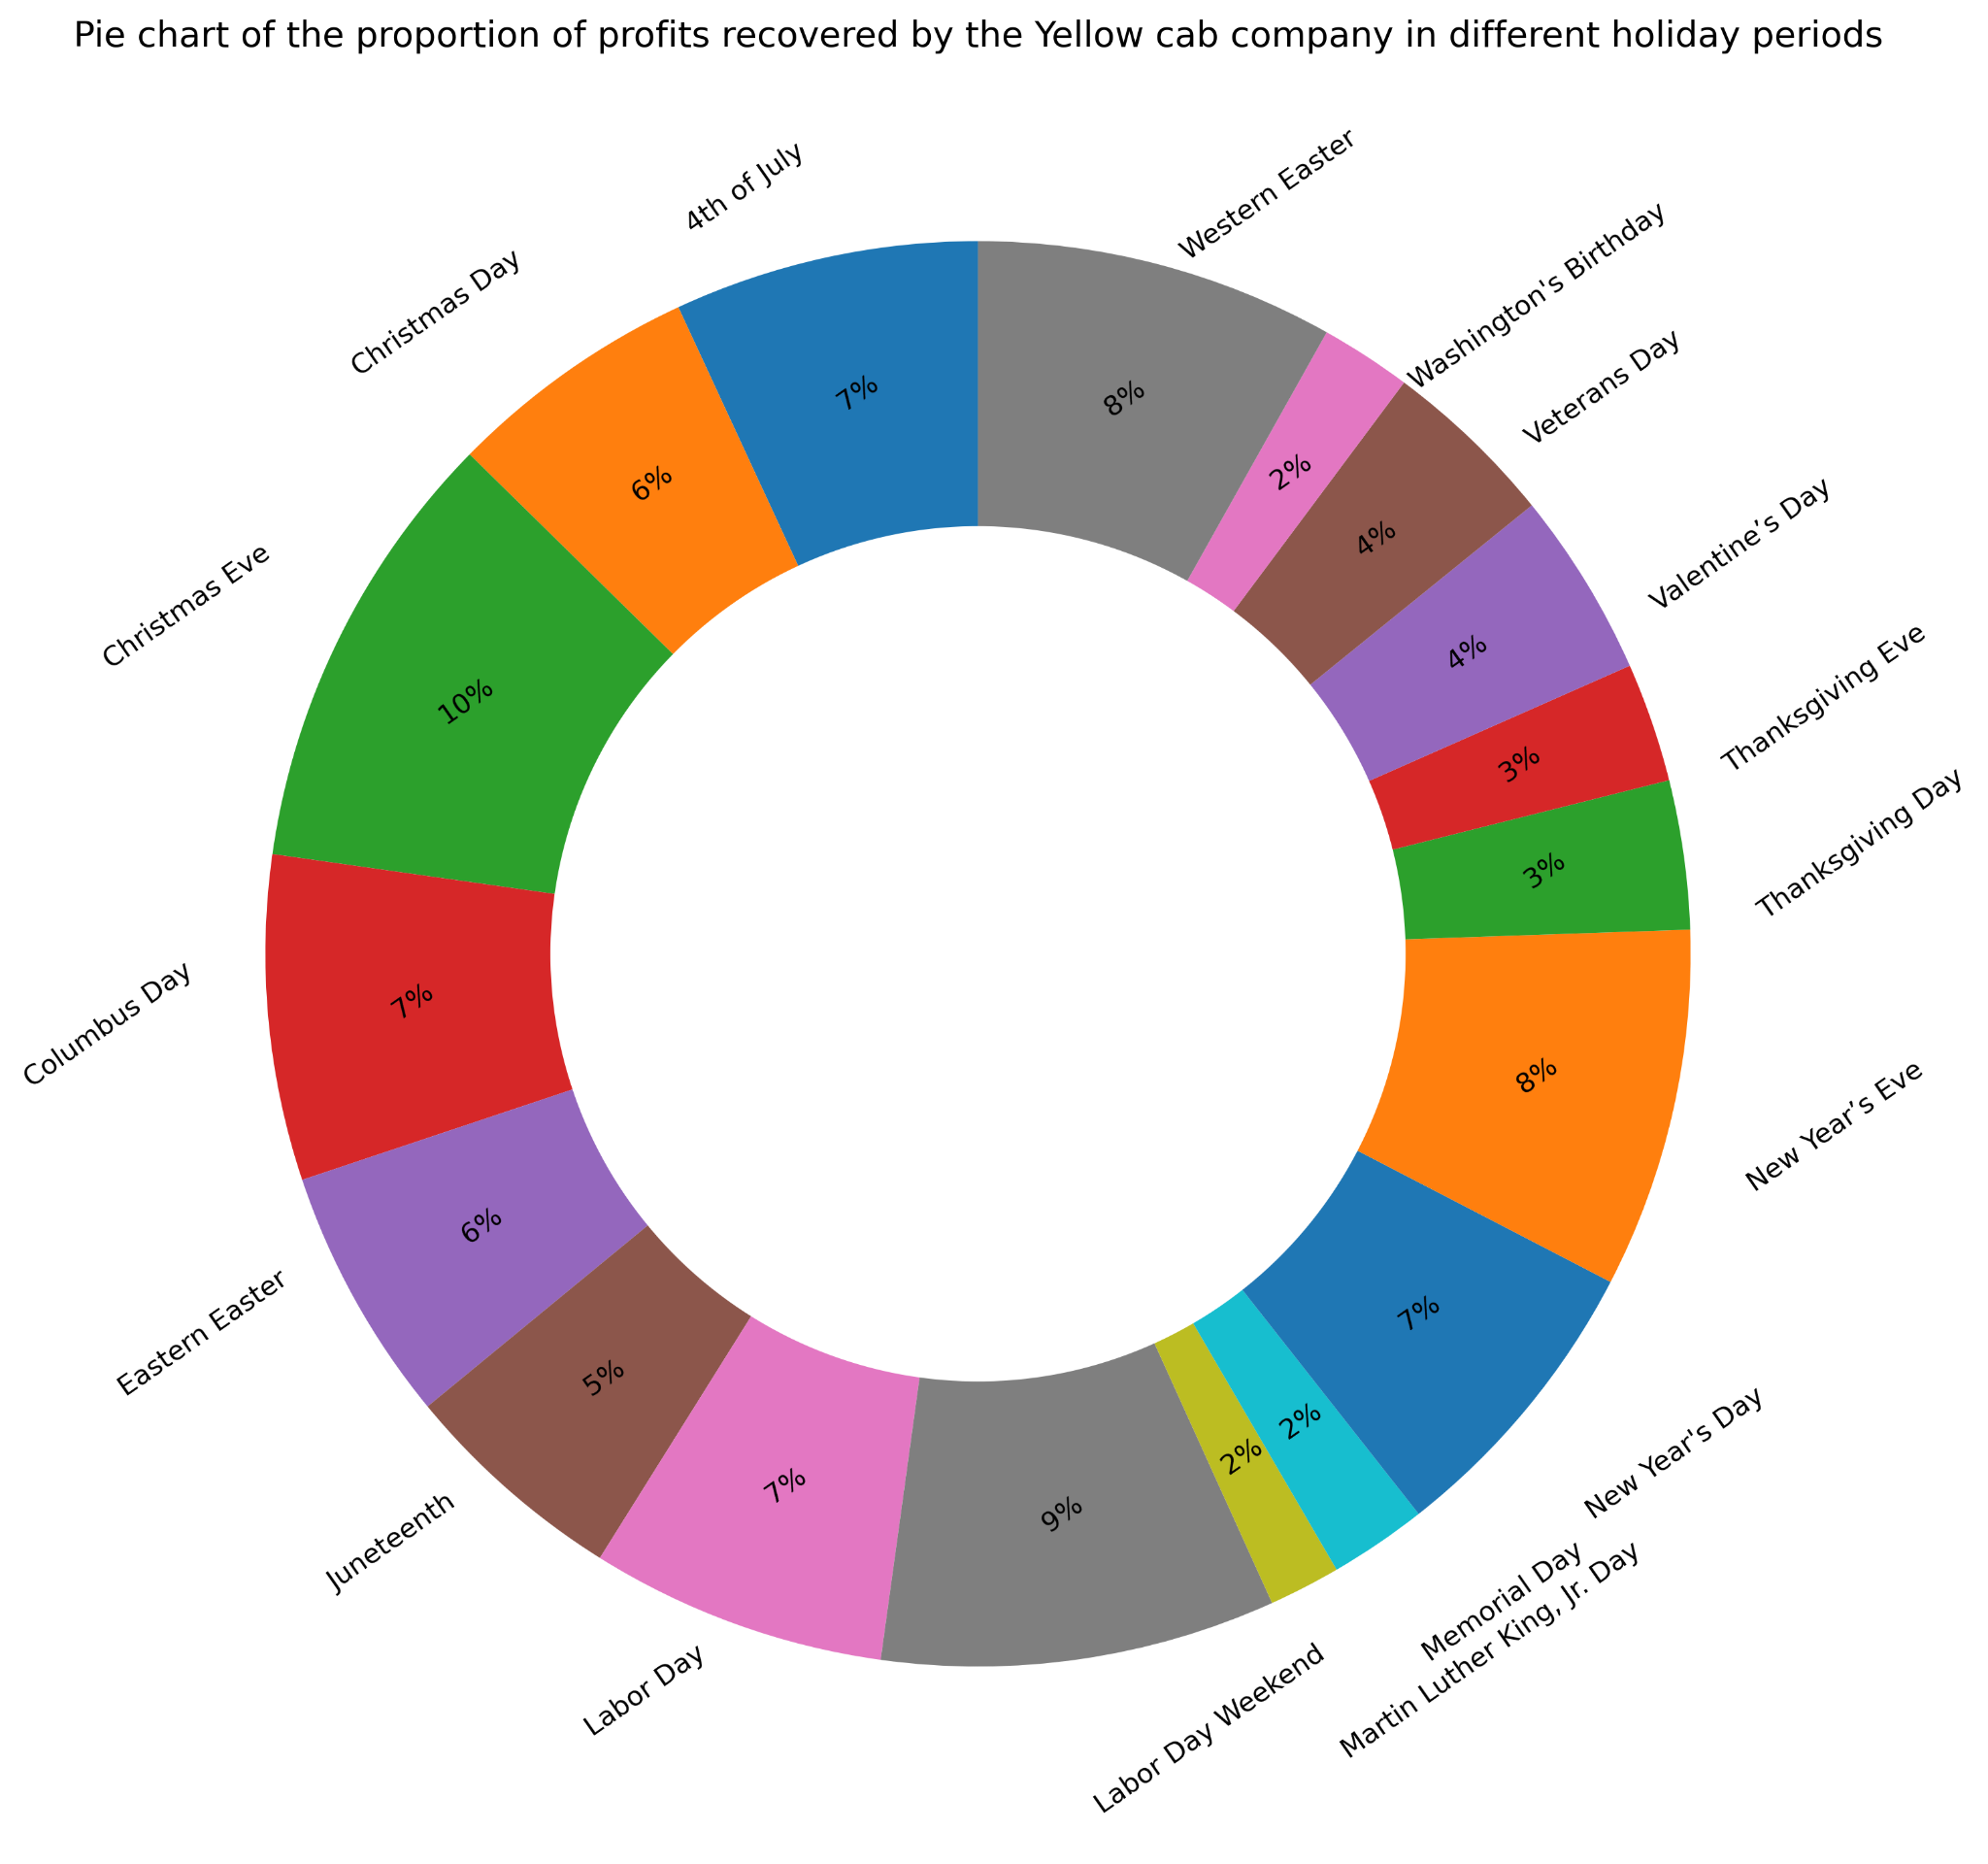 Pie chart of the proportion of profits recovered by the Yellow cab company in different holiday periods
4th of July
7%
Christmas Day
6%
Christmas Eve
10%
Columbus Day
7%
Eastern Easter
6%
Juneteenth
5%
Labor Day
7%
Labor Day Weekend
9%
Martin Luther King, Jr. Day
2%
Memorial Day
2%
New Year's Day
7%
New Year’s Eve
8%
Thanksgiving Day
3%
Thanksgiving Eve
3%
Valentine’s Day
4%
Veterans Day
4%
Washington's Birthday
2%
Western Easter
8%